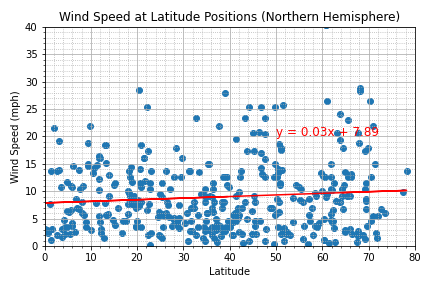 Wind Speed at Latitude Positions (Northern Hemisphere)
40
35
30
25
20
15
10
5
0
Wind Speed (mph)
y = 0.03x + 7.89
0 10 20 30 40 50 60 70 80
Latitude